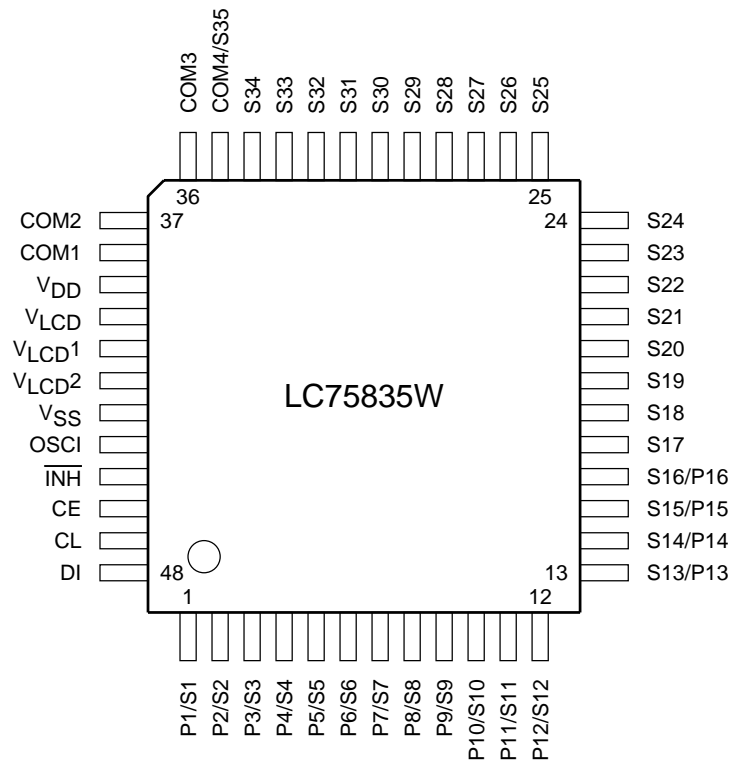 COM3
COM4/S35
S34
S33
S32
S31
S30
S29
S28
S27
S26
S25
36
25
COM2
37
24
S24
COM1
S23
VDD
S22
VLCD
S21
VLCD1
S20
VLCD2
S19
LC75835W
VSS
S18
OSCI
S17
INH
S16/P16
CE
S15/P15
CL
S14/P14
DI
48
13
S13/P13
1
12
P1/S1
P2/S2
P3/S3
P4/S4
P5/S5
P6/S6
P7/S7
P8/S8
P9/S9
P10/S10
P11/S11
P12/S12